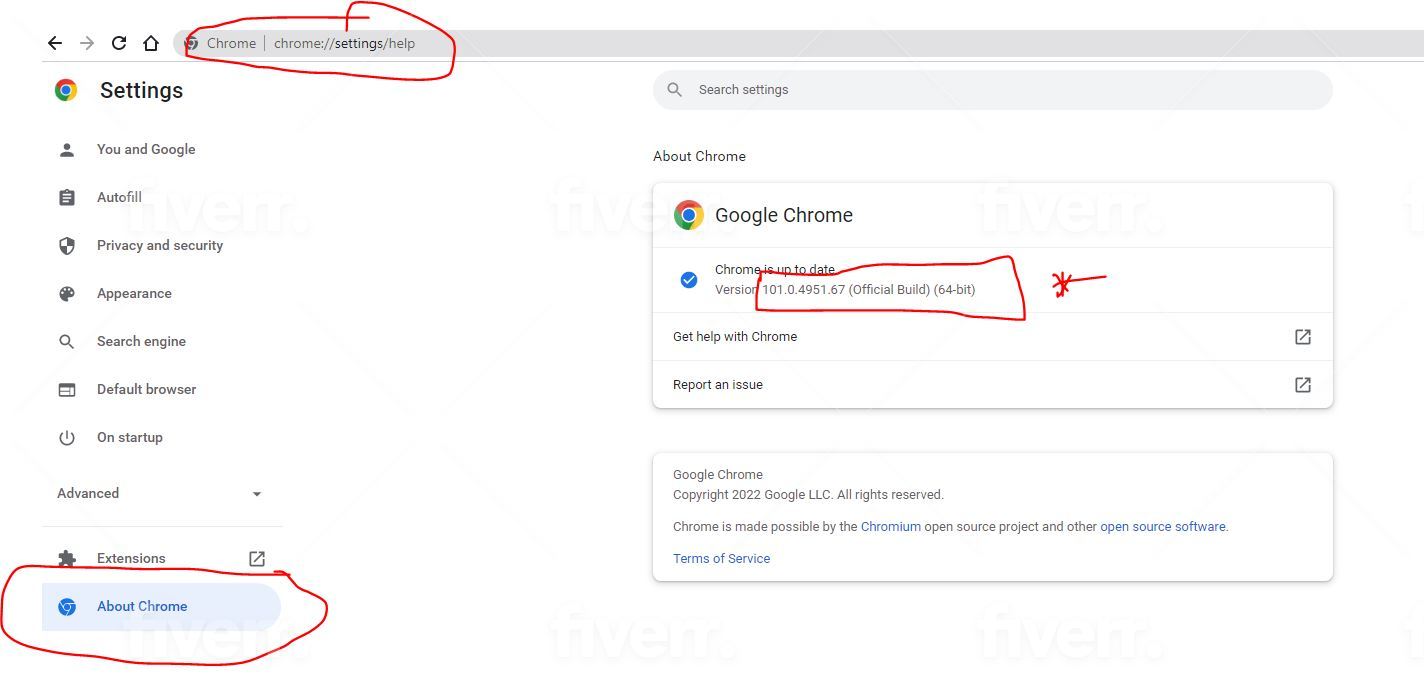 Chrome | chrome://settings/help
Settings
Search settings
You and Google
Autofill
Privacy and security
Appearance
Search engine
Default browser
On startup
Advanced
Extensions
About Chrome
About Chrome
Google Chrome
Chrome is up to date
Version 101.0.4951.67 (Official Build) (64-bit)
Get help with Chrome
Report an issue
Google Chrome
Copyright 2022 Google LLC. All rights reserved.
Chrome is made possible by the Chromium open source project and other open source software.
Terms of Service
fiverr.
fiverr.
fiverr.
fiverr.
fiverr.
fiverr.